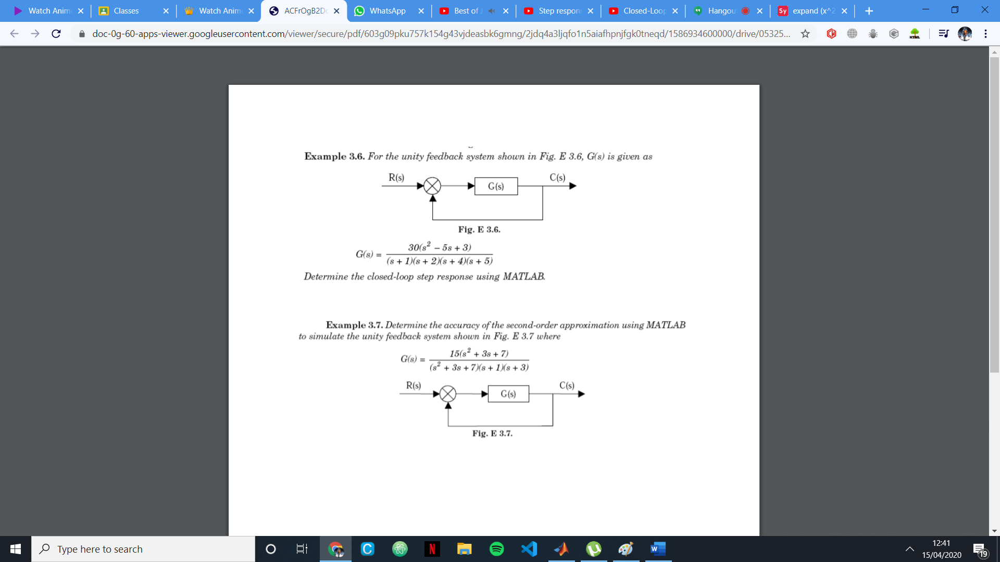 Watch Anim
Classes
Watch Anim
ACFrOgB2D
WhatsApp
Best of J
Step respon
Closed-Loop
Hangou
Sy expand (x^2
doc-0g-60-apps-viewer.googleusercontent.com/viewer/secure/pdf/603g09pku757k154g43vjdeasbk6gmng/2jdq4a3ljqfo1n5aiafhpnjfgk0tneqd/1586934600000/drive/05325...
HTML
Example 3.6. For the unity feedback system shown in Fig. E 3.6, G(s) is given as
R(s) C(s)
G(s)
Fig. E 3.6.
G(s) = 30(s² – 5s + 3) / (s + 1)(s + 2)(s + 4)(s + 5)
Determine the closed-loop step response using MATLAB.
Example 3.7. Determine the accuracy of the second-order approximation using MATLAB
to simulate the unity feedback system shown in Fig. E 3.7 where
G(s) = 15(s² + 3s + 7) / (s² + 3s + 7)(s + 1)(s + 3)
R(s) C(s)
G(s)
Fig. E 3.7.
Type here to search
12:41
15/04/2020
19